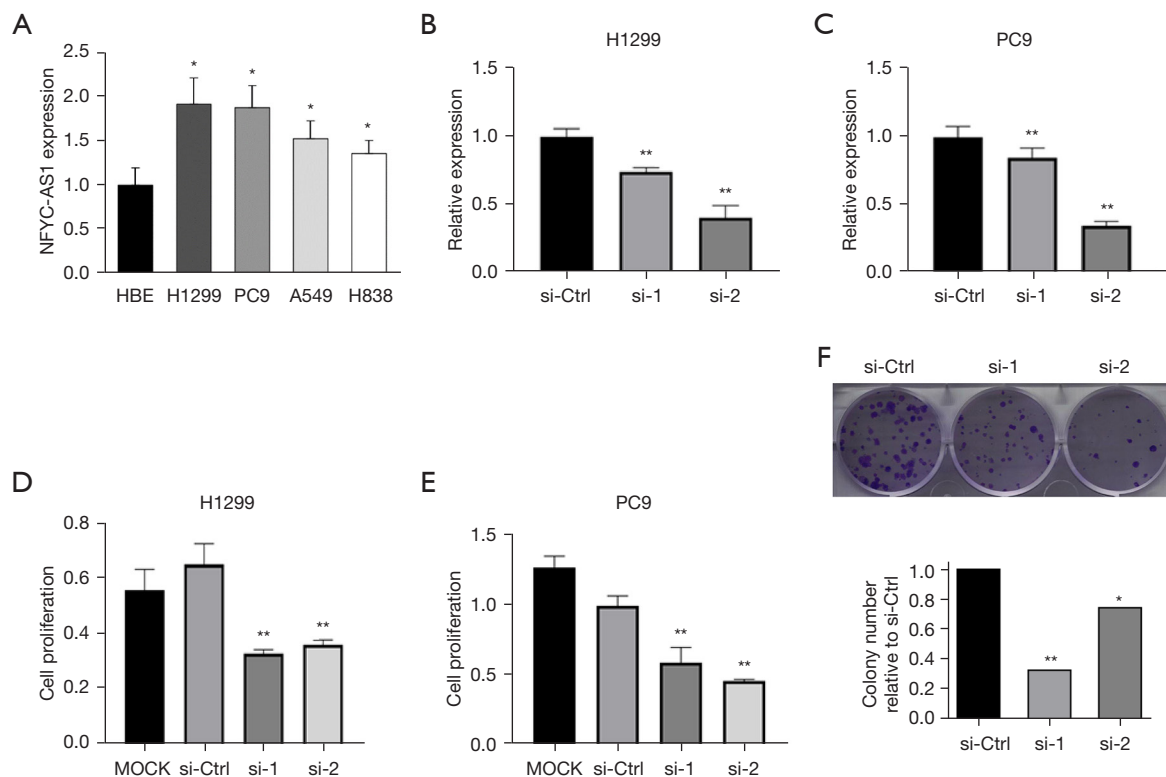 A
NFYC-AS1 expression
2.5
2.0
1.5
1.0
0.5
0.0
*
*
*
*
HBE H1299 PC9 A549 H838
B
H1299
Relative expression
1.5
1.0
0.5
0.0
**
**
si-Ctrl si-1 si-2
C
PC9
Relative expression
1.5
1.0
0.5
0.0
**
**
si-Ctrl si-1 si-2
D
H1299
Cell proliferation
0.8
0.6
0.4
0.2
0.0
**
**
MOCK si-Ctrl si-1 si-2
E
PC9
Cell proliferation
1.5
1.0
0.5
0.0
**
**
MOCK si-Ctrl si-1 si-2
F
si-Ctrl si-1 si-2
Colony number
relative to si-Ctrl
1.0
0.8
0.6
0.4
0.2
0.0
**
*
si-Ctrl si-1 si-2